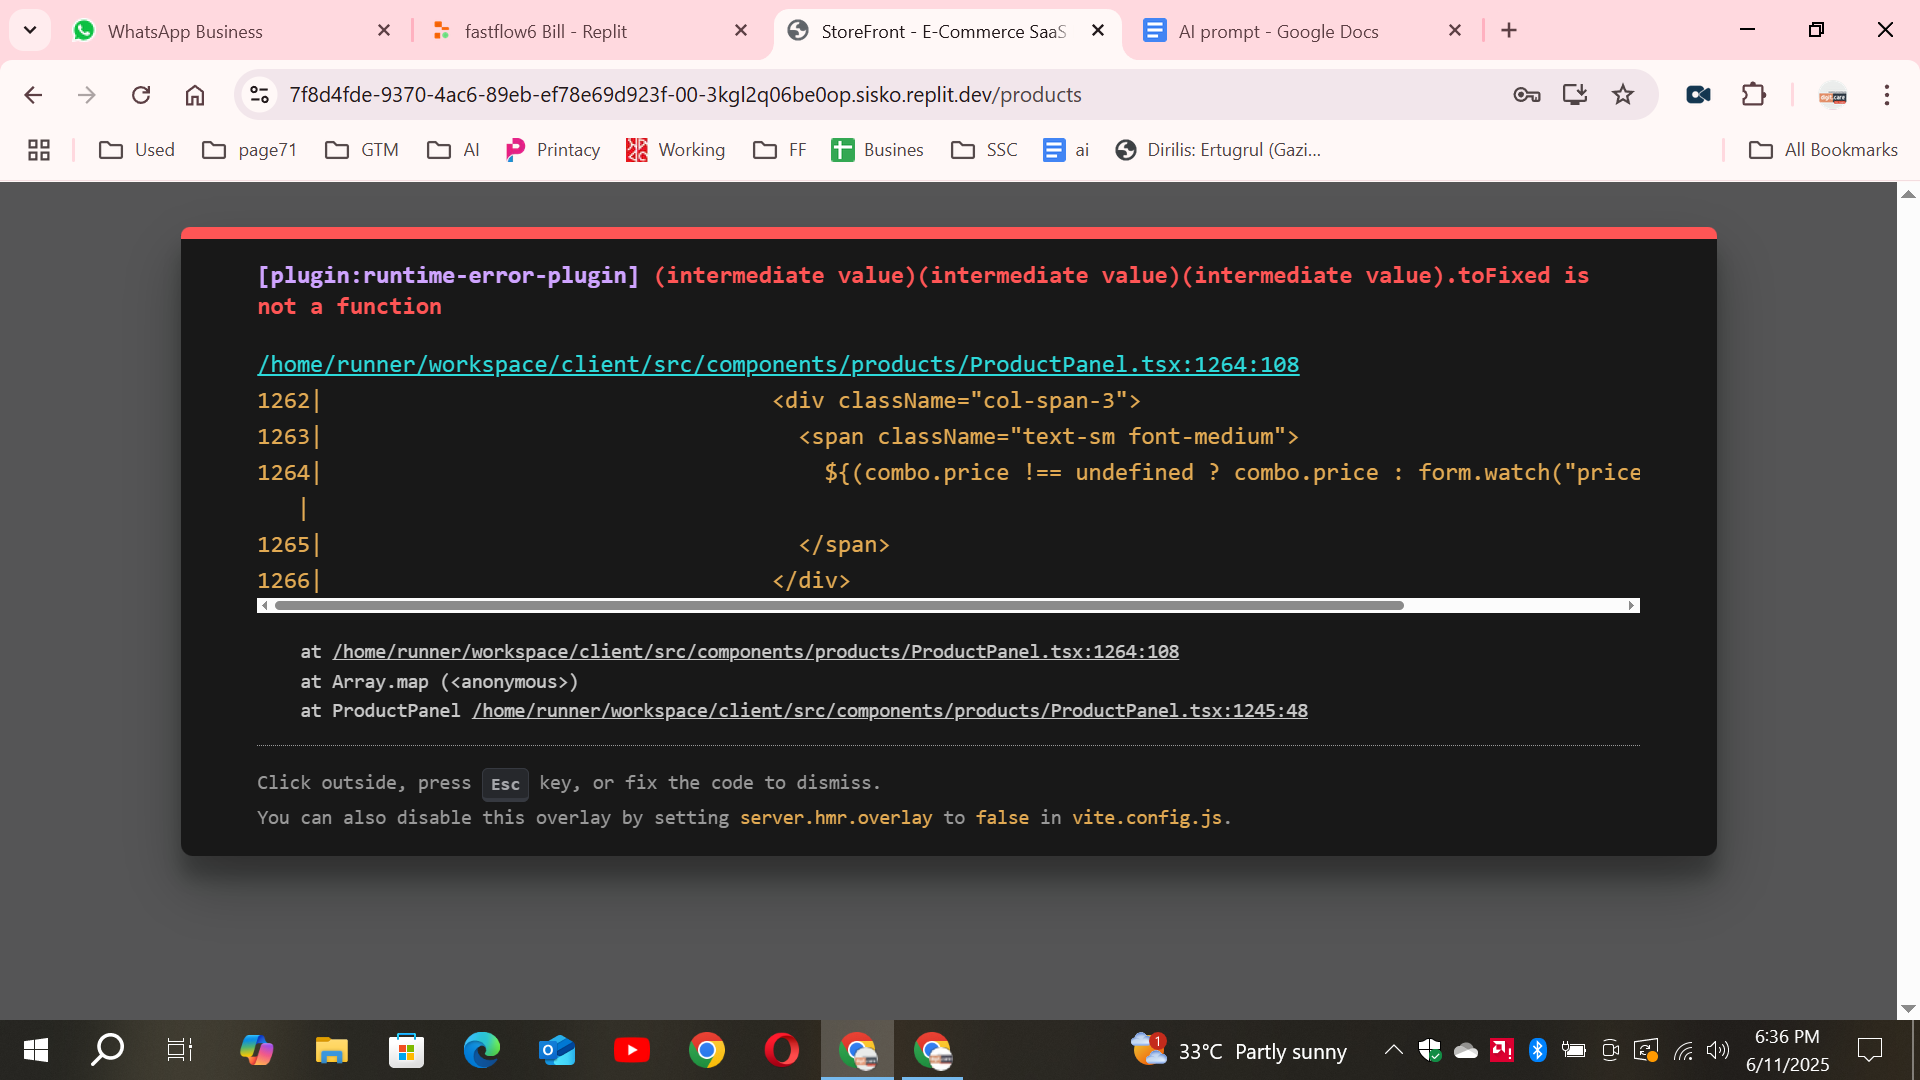 WhatsApp Business
fastflow6 Bill - Replit
StoreFront - E-Commerce SaaS
AI prompt - Google Docs
7f8d4fde-9370-4ac6-89eb-ef78e69d923f-00-3kgl2q06be0op.sisko.replit.dev/products
Used
page71
GTM
AI
Printacy
Working
FF
Busines
SSC
ai
Dirilis: Ertugrul (Gazi...
All Bookmarks
[plugin:runtime-error-plugin] (intermediate value)(intermediate value)(intermediate value).toFixed is
not a function
/home/runner/workspace/client/src/components/products/ProductPanel.tsx:1264:108
1262| <div className="col-span-3">
1263| <span className="text-sm font-medium">
1264| ${(combo.price !== undefined ? combo.price : form.watch("price
|
1265| </span>
1266| </div>
at /home/runner/workspace/client/src/components/products/ProductPanel.tsx:1264:108
at Array.map (<anonymous>)
at ProductPanel /home/runner/workspace/client/src/components/products/ProductPanel.tsx:1245:48
Click outside, press Esc key, or fix the code to dismiss.
You can also disable this overlay by setting server.hmr.overlay to false in vite.config.js.
1
33°C Partly sunny
6:36 PM
6/11/2025